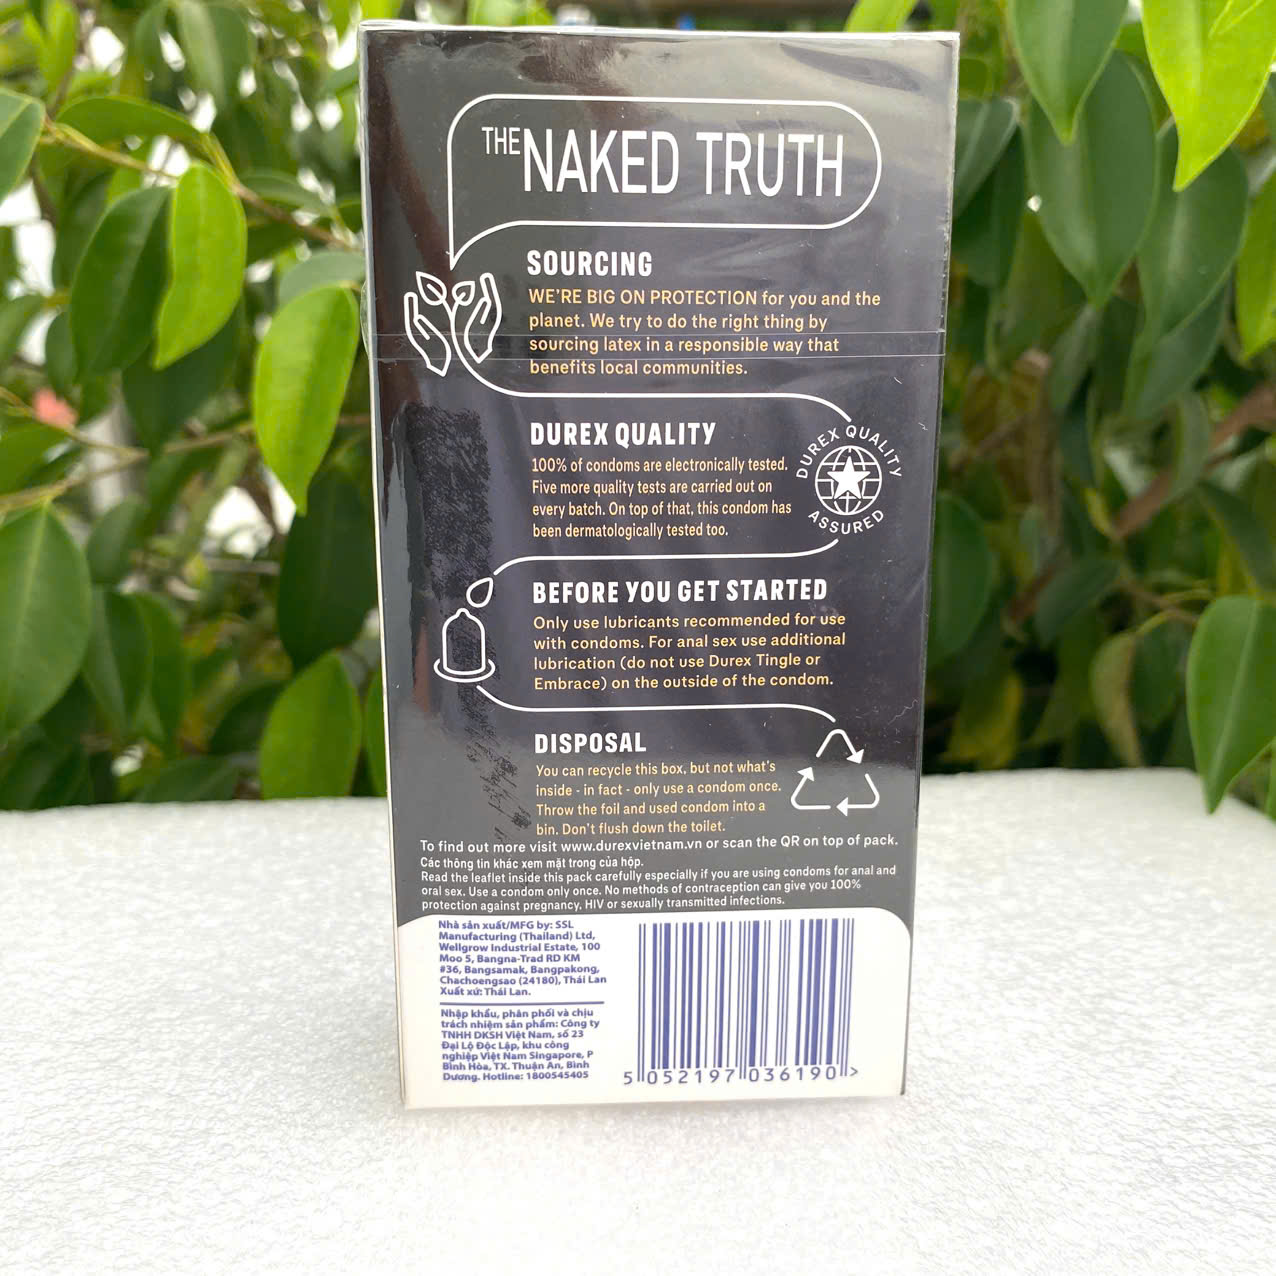 THE NAKED TRUTH
SOURCING
WE'RE BIG ON PROTECTION for you and the
planet. We try to do the right thing by
sourcing latex in a responsible way that
benefits local communities.
DUREX QUALITY
100% of condoms are electronically tested.
Five more quality tests are carried out on
every batch. On top of that, this condom has
been dermatologically tested too.
DUREX QUALITY
ASSURED
BEFORE YOU GET STARTED
Only use lubricants recommended for use
with condoms. For anal sex use additional
lubrication (do not use Durex Tingle or
Embrace) on the outside of the condom.
DISPOSAL
You can recycle this box, but not what's
inside - in fact - only use a condom once.
Throw the foil and used condom into a
bin. Don't flush down the toilet.
To find out more visit www.durexvietnam.vn or scan the QR on top of pack.
Các thông tin khác xem mặt trong của hộp.
Read the leaflet inside this pack carefully especially if you are using condoms for anal and
oral sex. Use a condom only once. No methods of contraception can give you 100%
protection against pregnancy, HIV or sexually transmitted infections.
Nhà sản xuất/MFG by: SSL
Manufacturing (Thailand) Ltd,
Wellgrow Industrial Estate, 100
Moo 5, Bangna-Trad RD KM
#36, Bangsamak, Bangpakong,
Chachoengsao (24180), Thái Lan
Xuất xứ: Thái Lan.
Nhập khẩu, phân phối và chịu
trách nhiệm sản phẩm: Công ty
TNHH DKSH Việt Nam, số 23
Đại Lộ Độc Lập, khu công
nghiệp Việt Nam Singapore, P
Bình Hòa, TX. Thuận An, Bình
Dương. Hotline: 1800545405
5 052197 036190 >